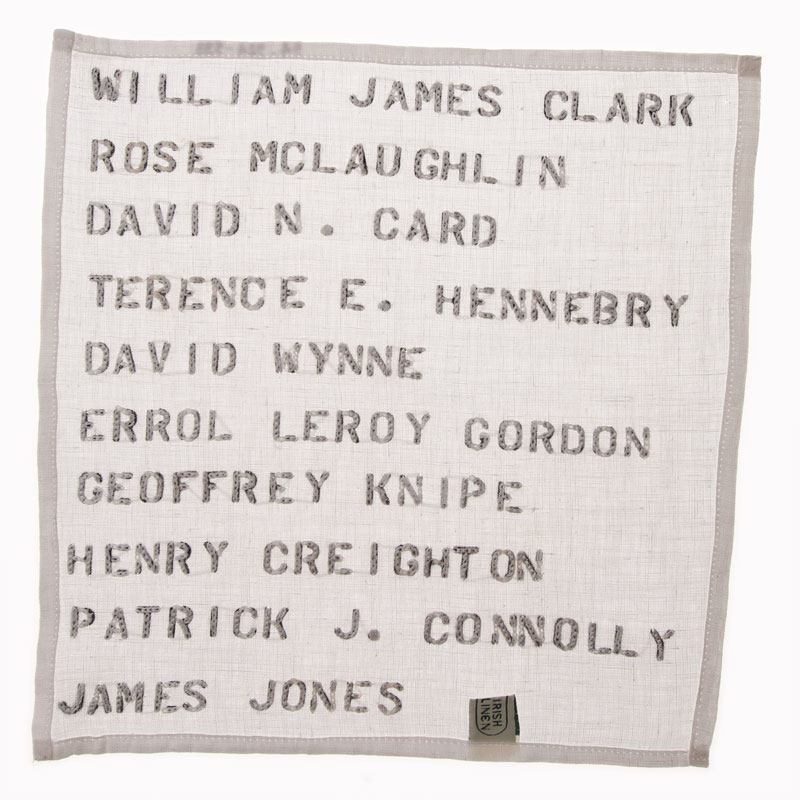 WILLIAM JAMES CLARK
ROSE MCLAUGHLIN
DAVID N. CARD
TERENCE E. HENNEBRY
DAVID WYNNE
ERROL LEROY GORDON
GEOFFREY KNIPE
HENRY CREIGHTON
PATRICK J. CONNOLLY
JAMES JONES
IRISH
LINEN